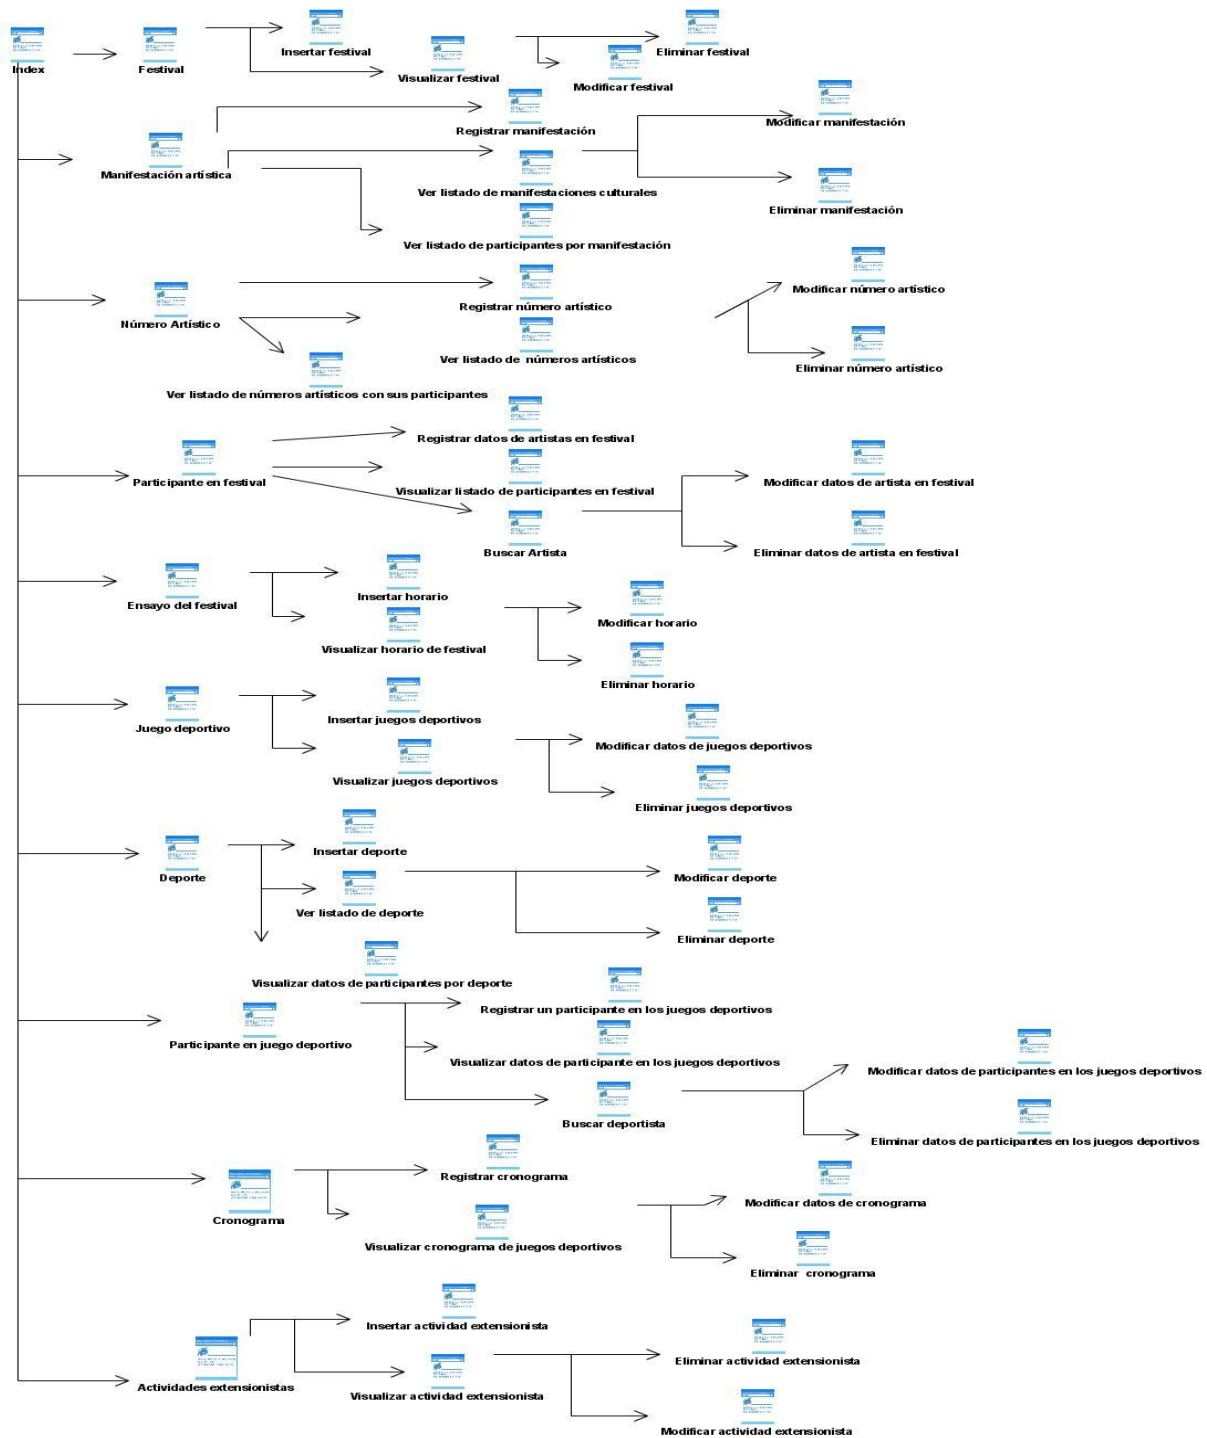 Index
Festival
Insertar festival
Visualizar festival
Eliminar festival
Modificar festival
Manifestación artística
Registrar manifestación
Ver listado de manifestaciones culturales
Modificar manifestación
Eliminar manifestación
Ver listado de participantes por manifestación
Número Artístico
Registrar número artístico
Ver listado de números artísticos
Modificar número artístico
Eliminar número artístico
Ver listado de números artísticos con sus participantes
Participante en festival
Registrar datos de artistas en festival
Visualizar listado de participantes en festival
Buscar Artista
Modificar datos de artista en festival
Eliminar datos de artista en festival
Ensayo del festival
Insertar horario
Visualizar horario de festival
Modificar horario
Eliminar horario
Juego deportivo
Insertar juegos deportivos
Visualizar juegos deportivos
Modificar datos de juegos deportivos
Eliminar juegos deportivos
Deporte
Insertar deporte
Ver listado de deporte
Modificar deporte
Eliminar deporte
Visualizar datos de participantes por deporte
Participante en juego deportivo
Registrar un participante en los juegos deportivos
Visualizar datos de participante en los juegos deportivos
Buscar deportista
Modificar datos de participantes en los juegos deportivos
Eliminar datos de participantes en los juegos deportivos
Cronograma
Registrar cronograma
Visualizar cronograma de juegos deportivos
Modificar datos de cronograma
Eliminar cronograma
Actividades extensionistas
Insertar actividad extensionista
Visualizar actividad extensionista
Eliminar actividad extensionista
Modificar actividad extensionista